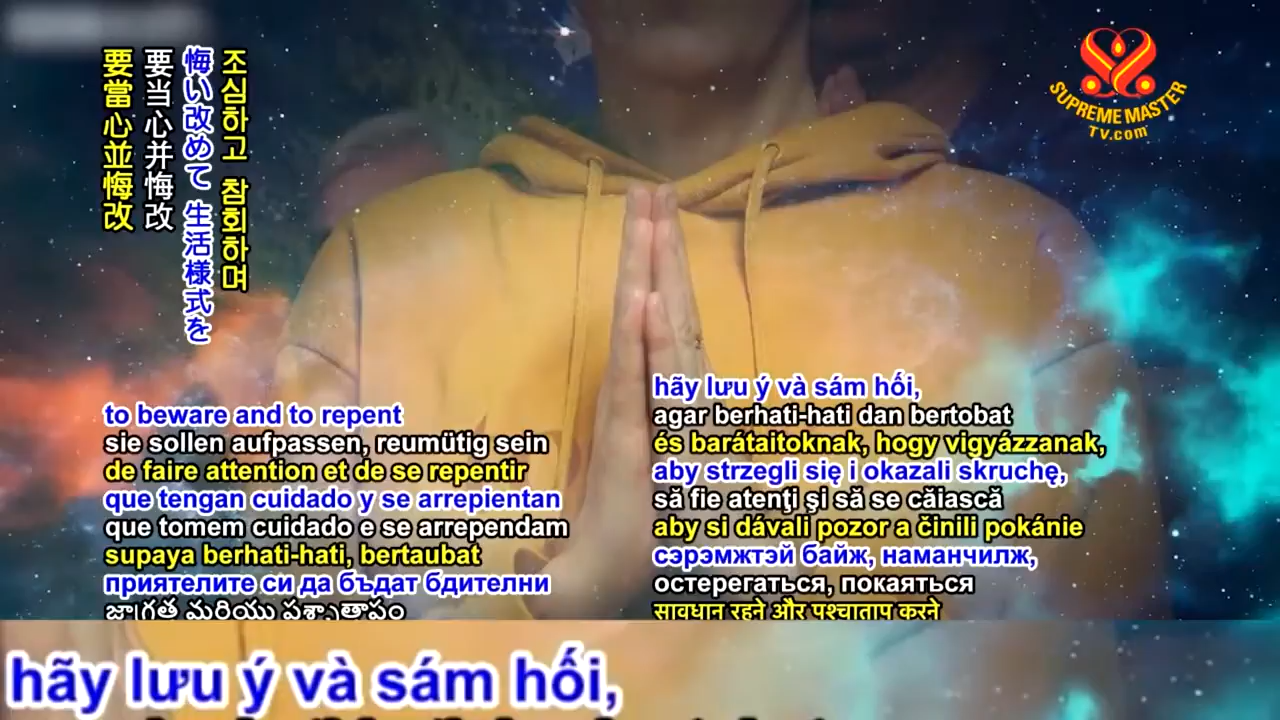 조심하고 참회하며
悔い改めて 生活様式を
要当心并悔改
要當心並悔改
SUPREME MASTER
TV.com
to beware and to repent
sie sollen aufpassen, reumütig sein
de faire attention et de se repentir
que tengan cuidado y se arrepientan
que tomem cuidado e se arrependam
supaya berhati-hati, bertaubat
приятелите си да бъдат бдителни
జాగ్రత్త మరియు పశ్చాత్తాపం
hãy lưu ý và sám hối,
agar berhati-hati dan bertobat
és barátaitoknak, hogy vigyázzanak,
aby strzegli się i okazali skruchę,
să fie atenţi şi să se căiască
aby si dávali pozor a činili pokánie
сэрэмжтэй байж, наманчилж,
остерегаться, покаяться
सावधान रहने और पश्चाताप करने
hãy lưu ý và sám hối,